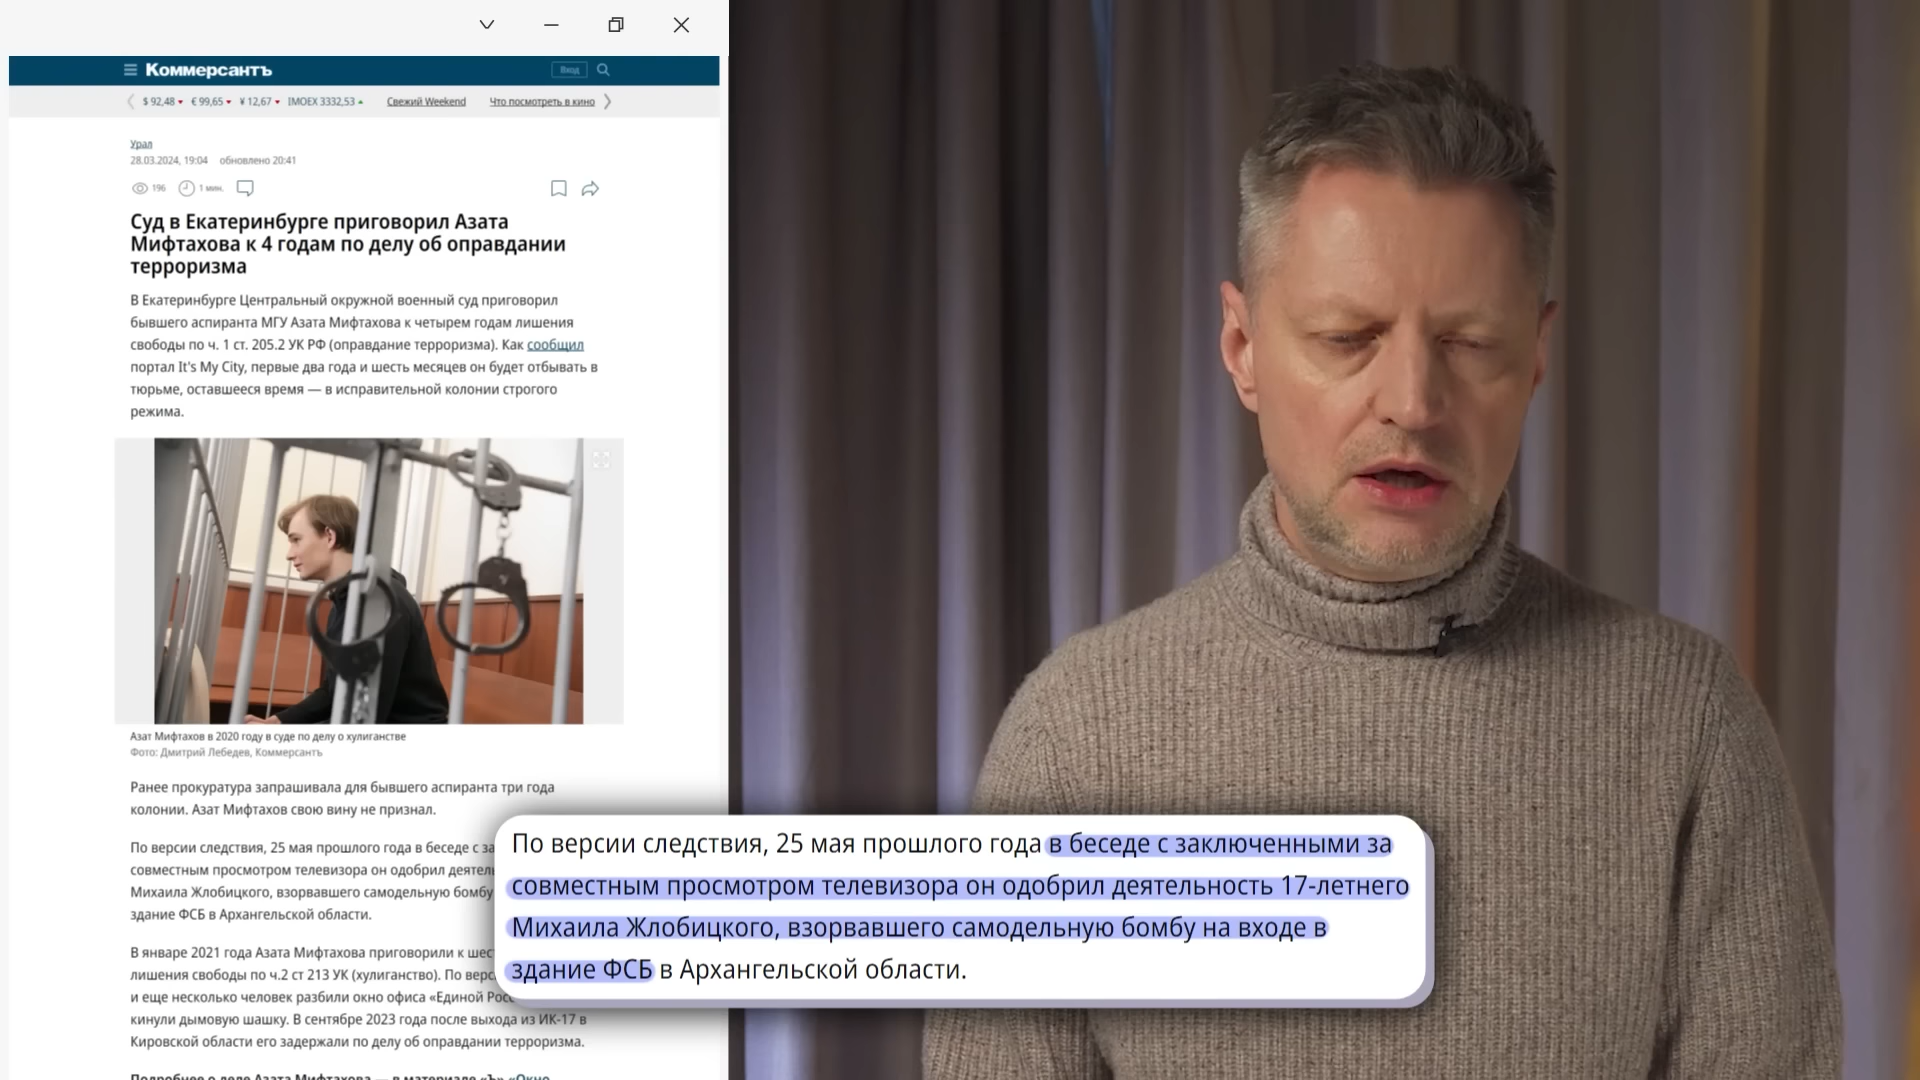 Коммерсантъ
Вход
$ 92,48 € 99,65 ¥ 12,67 IMOEX 3332,53 Свежий Weekend Что посмотреть в кино
Урал
28.03.2024, 19:04 обновлено 20:41
196 1 мин.
Суд в Екатеринбурге приговорил Азата
Мифтахова к 4 годам по делу об оправдании
терроризма
В Екатеринбурге Центральный окружной военный суд приговорил
бывшего аспиранта МГУ Азата Мифтахова к четырем годам лишения
свободы по ч. 1 ст. 205.2 УК РФ (оправдание терроризма). Как сообщил
портал It's My City, первые два года и шесть месяцев он будет отбывать в
тюрьме, оставшееся время — в исправительной колонии строгого
режима.
Азат Мифтахов в 2020 году в суде по делу о хулиганстве
Фото: Дмитрий Лебедев, Коммерсантъ
Ранее прокуратура запрашивала для бывшего аспиранта три года
колонии. Азат Мифтахов свою вину не признал.
По версии следствия, 25 мая прошлого года в беседе с
совместным просмотром телевизора он одобрил
Михаила Жлобицкого, взорвавшего самодельную бомбу
здание ФСБ в Архангельской области.
В январе 2021 года Азата Мифтахова приговорили к
лишения свободы по ч.2 ст 213 УК (хулиганство). По
и еще несколько человек разбили окно офиса «Единой
кинули дымовую шашку. В сентябре 2023 года после выхода из ИК-17 в
Кировской области его задержали по делу об оправдании терроризма.
Подробнее о деле Азата Мифтахова — в материале «Ъ» «Окно
По версии следствия, 25 мая прошлого года в беседе с заключенными за
совместным просмотром телевизора он одобрил деятельность 17-летнего
Михаила Жлобицкого, взорвавшего самодельную бомбу на входе в
здание ФСБ в Архангельской области.